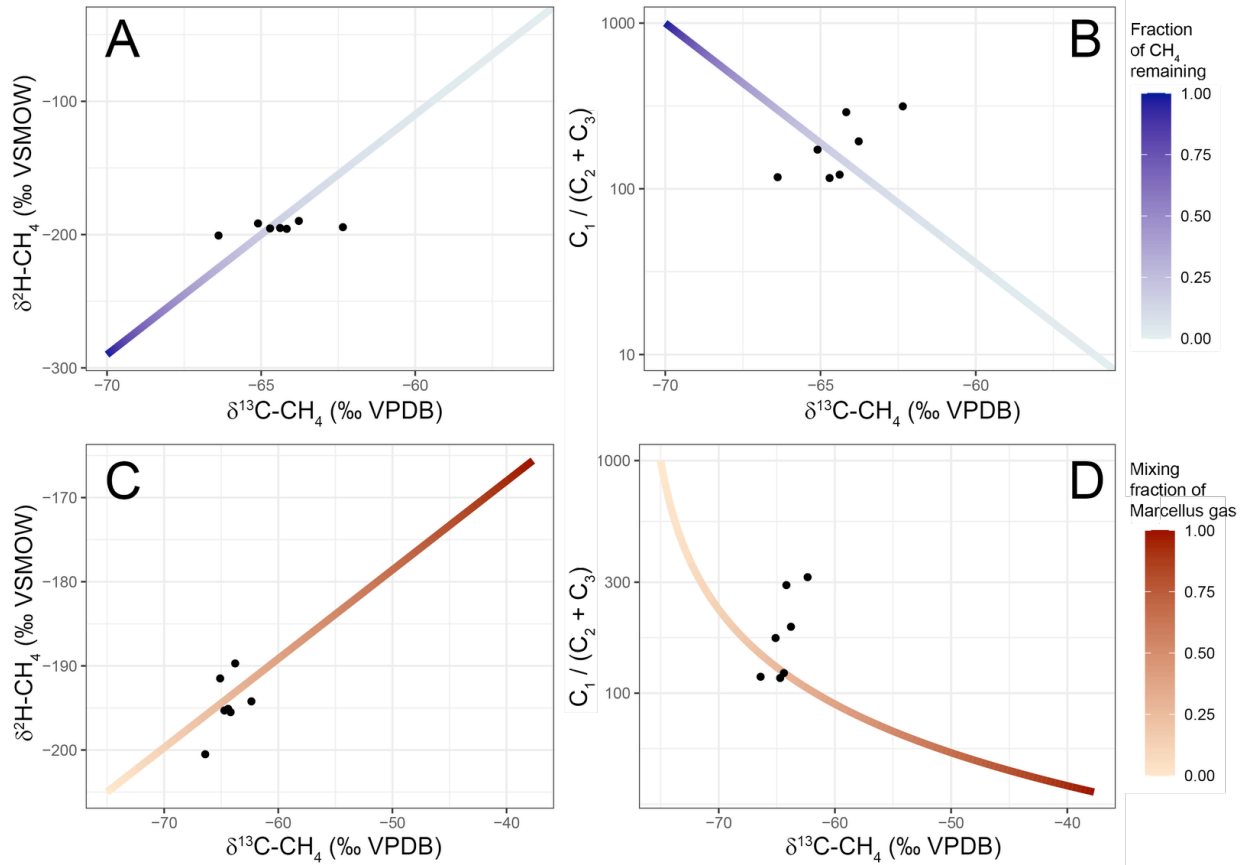 A
δ²H-CH₄ (‰ VSMOW)
−100
−200
−300
−70
−65
−60
δ¹³C-CH₄ (‰ VPDB)
B
C₁ / (C₂ + C₃)
1000
100
10
−70
−65
−60
δ¹³C-CH₄ (‰ VPDB)
Fraction
of CH₄
remaining
1.00
0.75
0.50
0.25
0.00
C
δ²H-CH₄ (‰ VSMOW)
−170
−180
−190
−200
−70
−60
−50
−40
δ¹³C-CH₄ (‰ VPDB)
D
C₁ / (C₂ + C₃)
1000
300
100
−70
−60
−50
−40
δ¹³C-CH₄ (‰ VPDB)
Mixing
fraction of
Marcellus gas
1.00
0.75
0.50
0.25
0.00